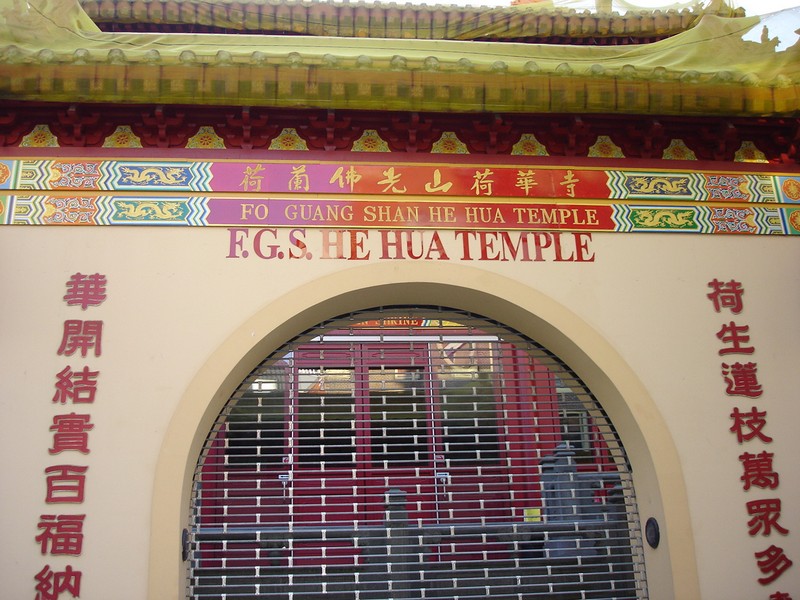 荷蘭佛光山荷華寺
FO GUANG SHAN HE HUA TEMPLE
F.G.S. HE HUA TEMPLE
SHRINE
荷生蓮枝萬眾多
華開結實百福納